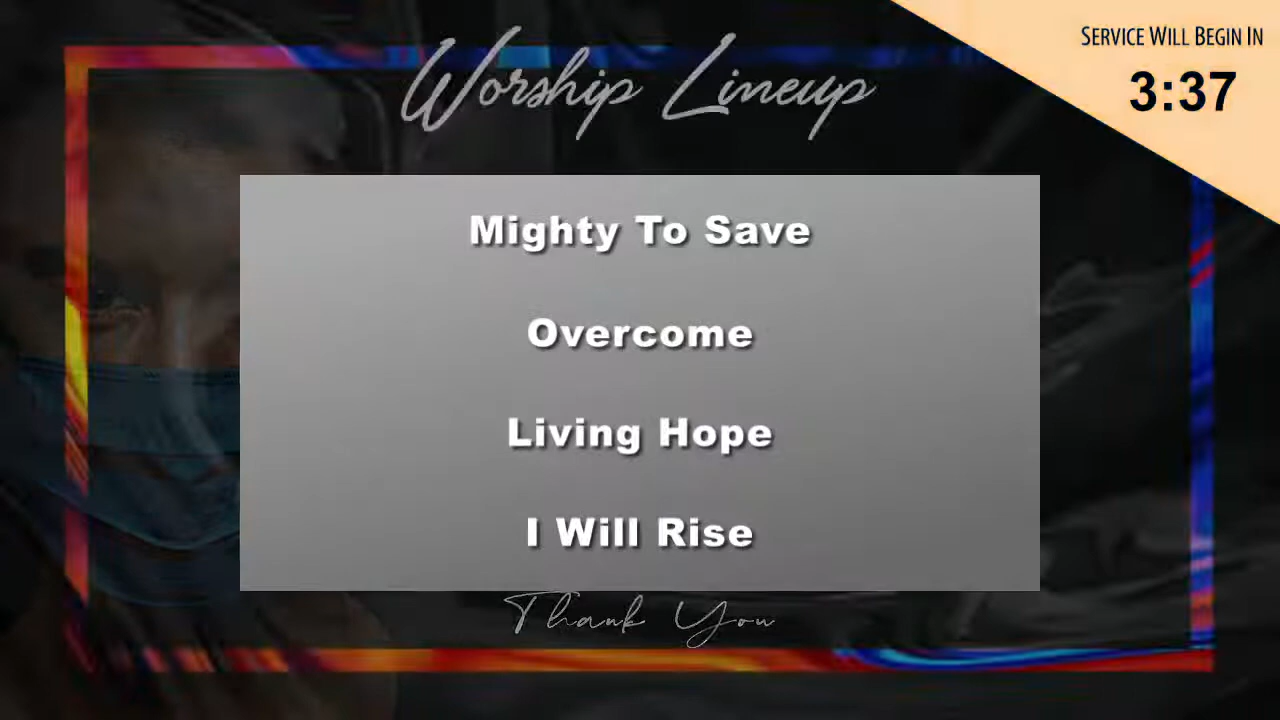 Worship Lineup
SERVICE WILL BEGIN IN
3:37
Mighty To Save
Overcome
Living Hope
I Will Rise
Thank You